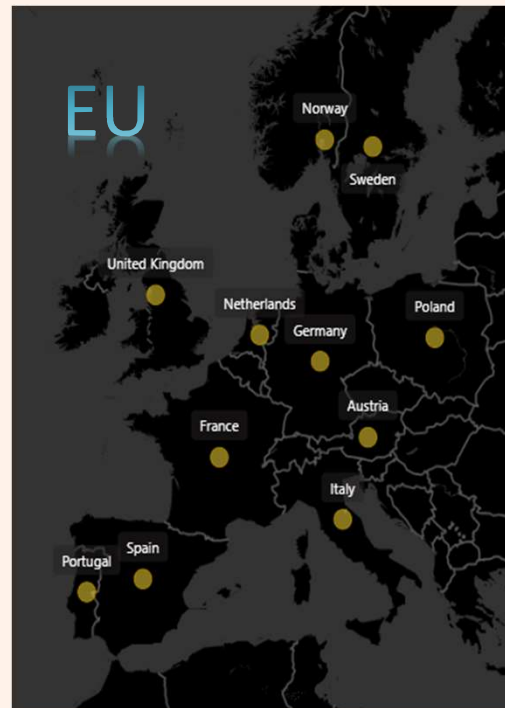 EU
Norway
Sweden
United Kingdom
Netherlands
Germany
Poland
Austria
France
Italy
Spain
Portugal